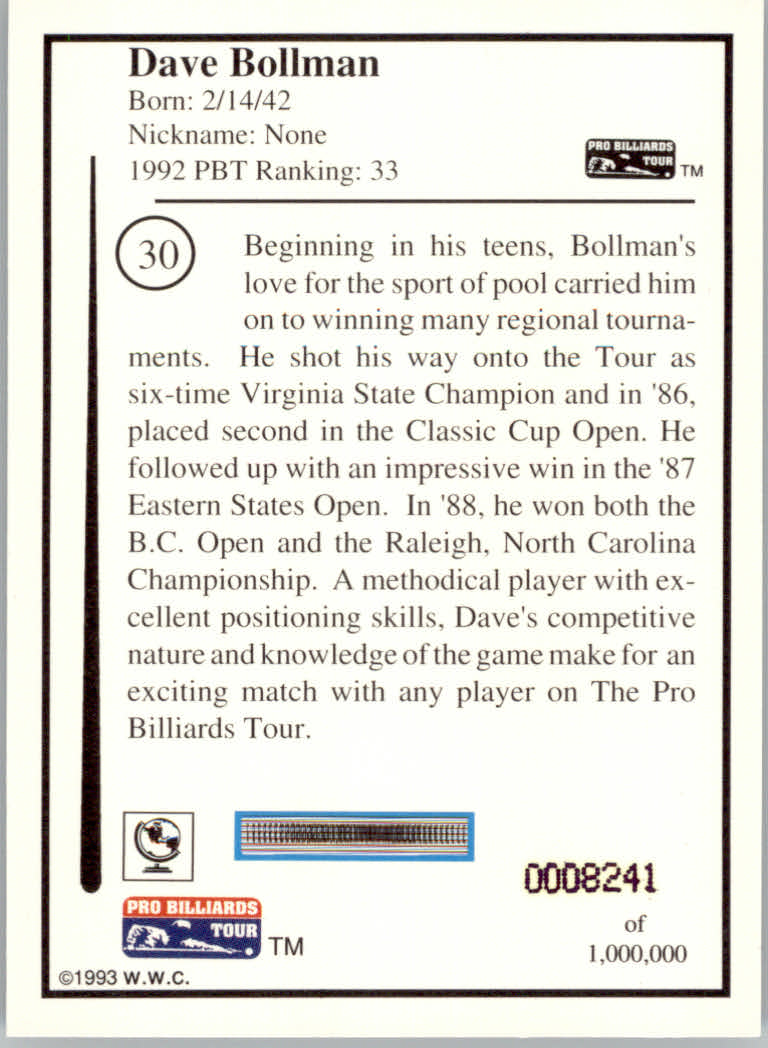 Dave Bollman
Born: 2/14/42
Nickname: None
1992 PBT Ranking: 33
PRO BILLIARDS
TOUR TM
30
Beginning in his teens, Bollman's
love for the sport of pool carried him
on to winning many regional tourna-
ments. He shot his way onto the Tour as
six-time Virginia State Champion and in '86,
placed second in the Classic Cup Open. He
followed up with an impressive win in the '87
Eastern States Open. In '88, he won both the
B.C. Open and the Raleigh, North Carolina
Championship. A methodical player with ex-
cellent positioning skills, Dave's competitive
nature and knowledge of the game make for an
exciting match with any player on The Pro
Billiards Tour.
0008241
of
1,000,000
PRO BILLIARDS
TOUR TM
©1993 W.W.C.